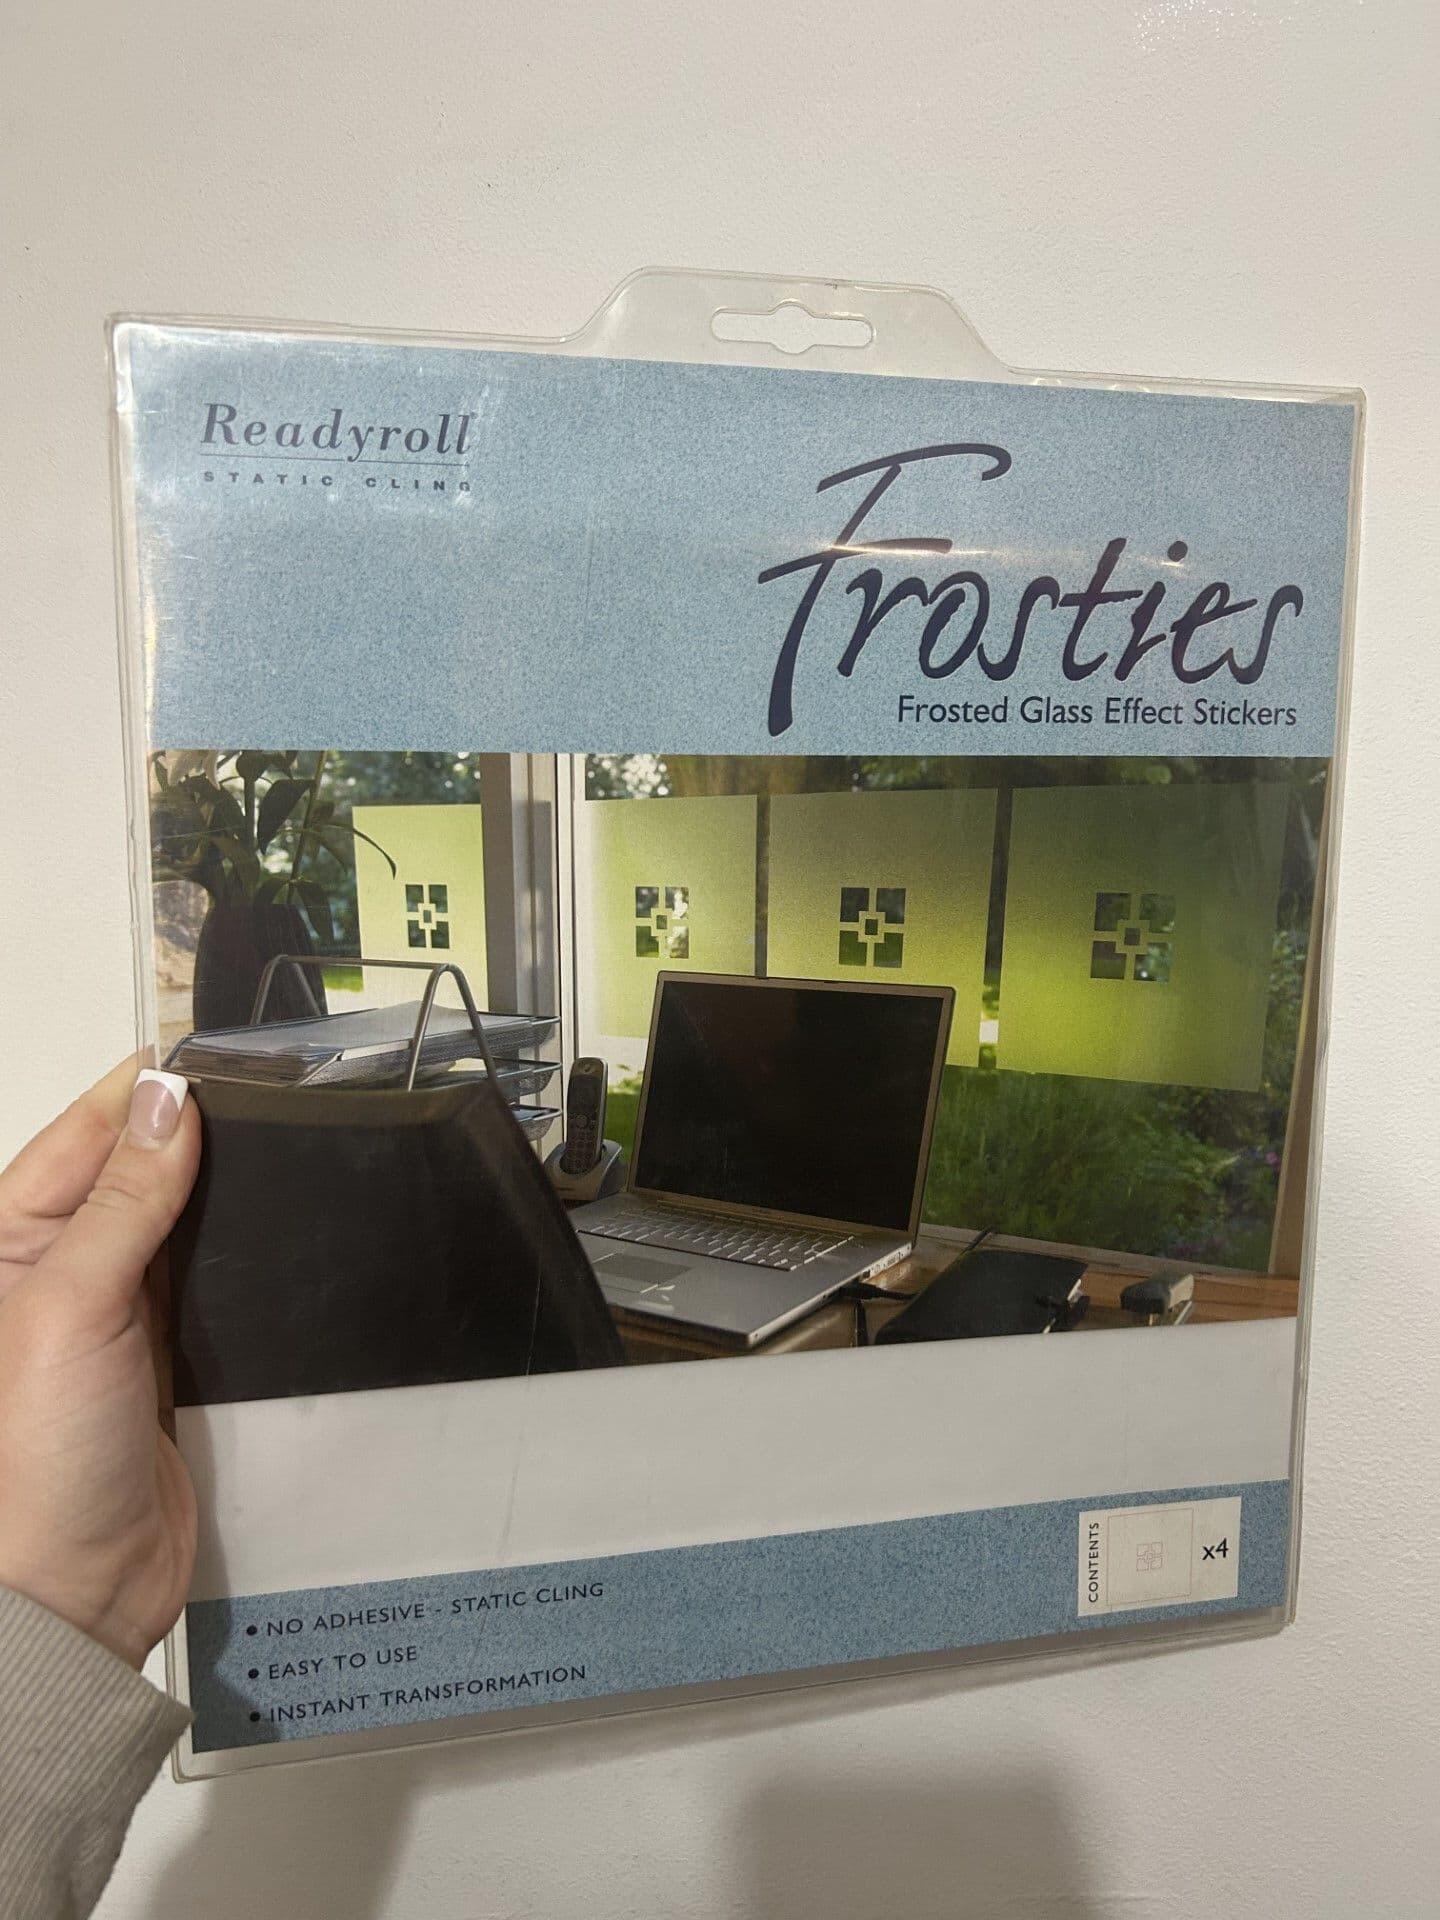 Readyroll
STATIC CLING
Frosties
Frosted Glass Effect Stickers
CONTENTS
x4
• NO ADHESIVE - STATIC CLING
• EASY TO USE
• INSTANT TRANSFORMATION